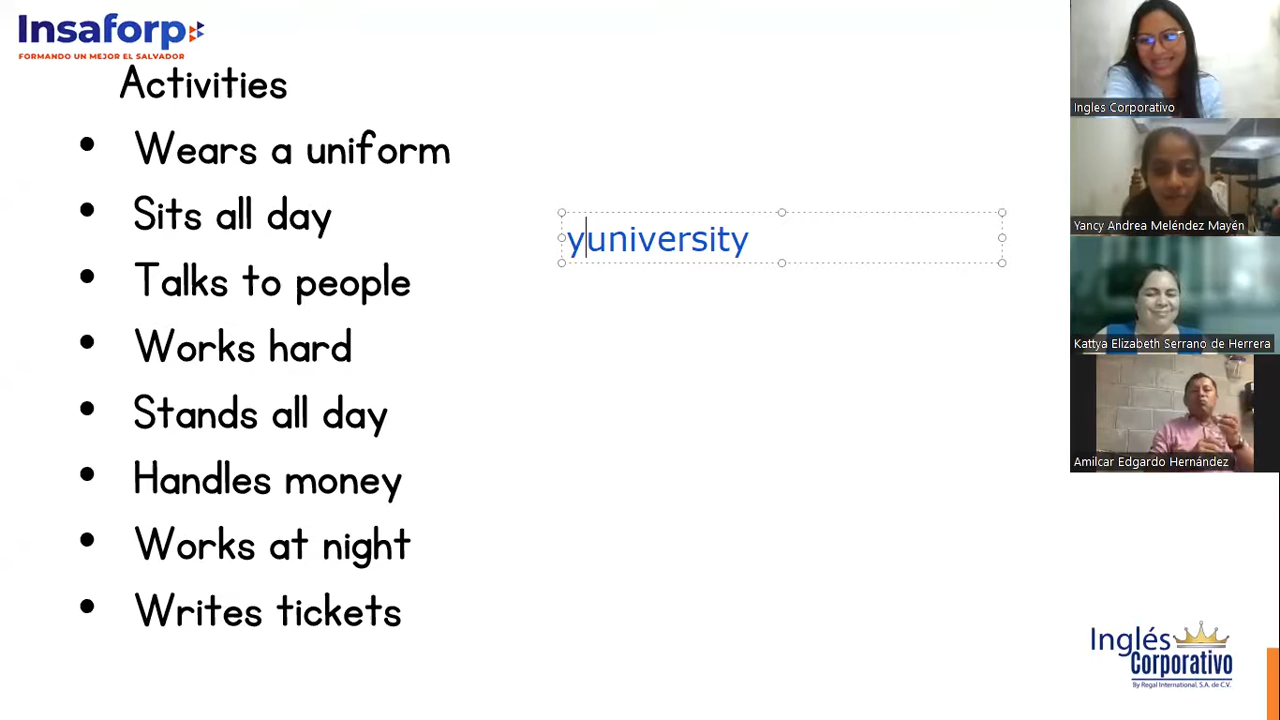 Insaforp
FORMANDO UN MEJOR EL SALVADOR
Activities
• Wears a uniform
• Sits all day
• Talks to people
• Works hard
• Stands all day
• Handles money
• Works at night
• Writes tickets
yuniversity
Ingles Corporativo
Yancy Andrea Meléndez Mayén
Kattya Elizabeth Serrano de Herrera
Amilcar Edgardo Hernández
Inglés
Corporativo
By Regal International, S.A. de C.V.